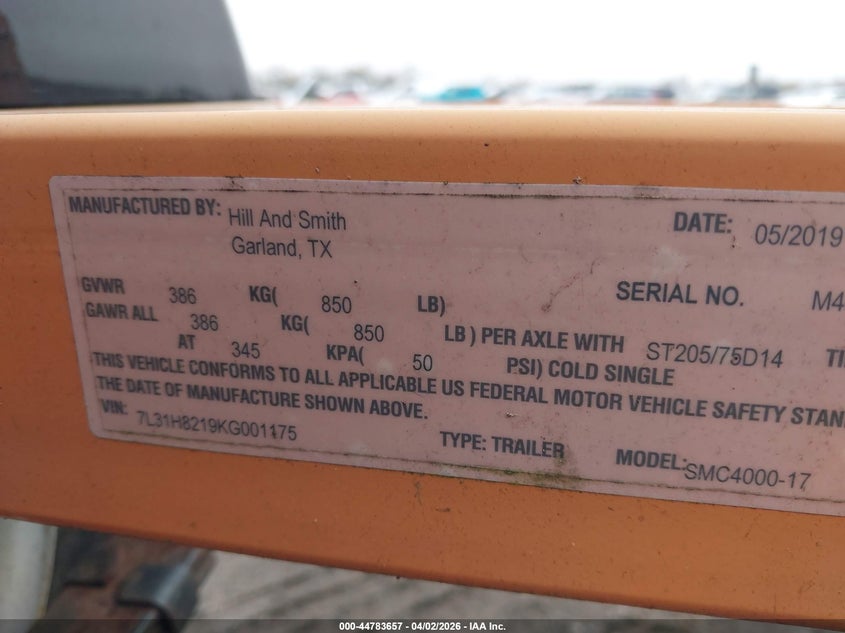 MANUFACTURED BY: Hill And Smith DATE: 05/2019
Garland, TX
GVWR 386 KG( 850 LB) SERIAL NO. M4
GAWR ALL 386 KG( 850 LB ) PER AXLE WITH ST205/75D14
AT 345 KPA( 50 PSI) COLD SINGLE
THIS VEHICLE CONFORMS TO ALL APPLICABLE US FEDERAL MOTOR VEHICLE SAFETY STAN
THE DATE OF MANUFACTURE SHOWN ABOVE.
VIN: 7L31H8219KG001175 TYPE: TRAILER MODEL: SMC4000-17
000-44783657 - 04/02/2026 - IAA Inc.